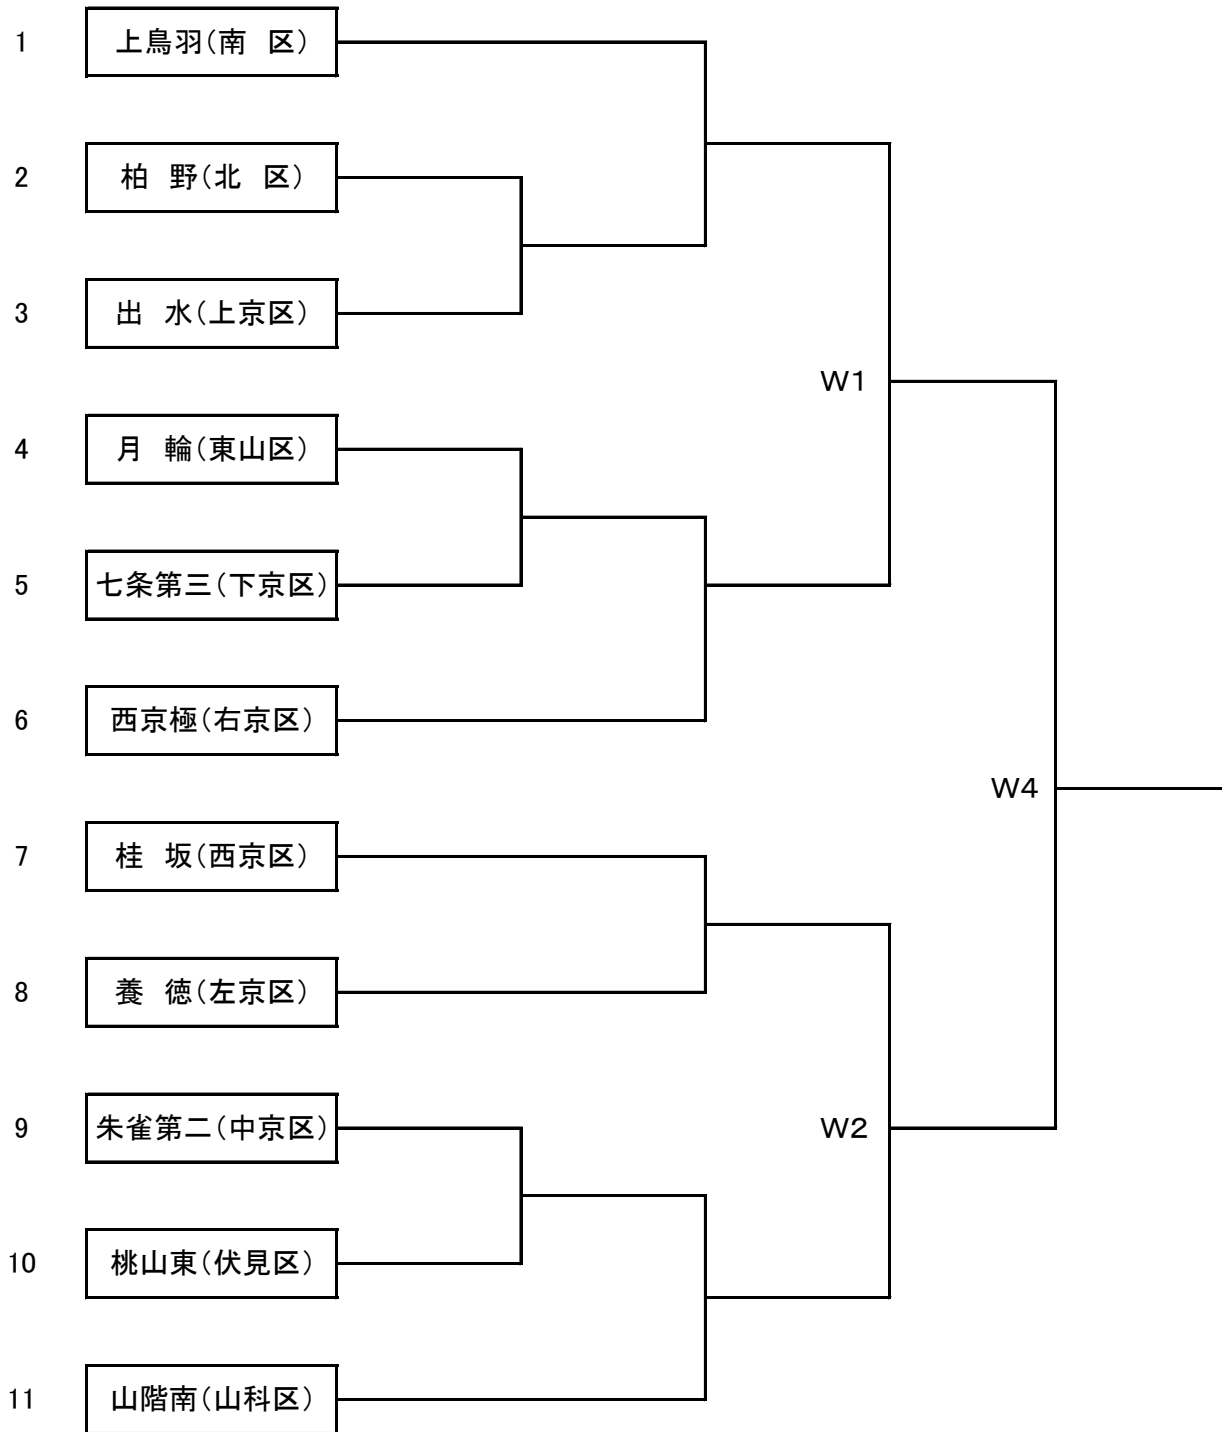 1 上鳥羽(南　区)
2 柏　野(北　区)
3 出　水(上京区)
W1
4 月　輪(東山区)
5 七条第三(下京区)
6 西京極(右京区)
W4
7 桂　坂(西京区)
8 養　徳(左京区)
9 朱雀第二(中京区)
W2
10 桃山東(伏見区)
11 山階南(山科区)